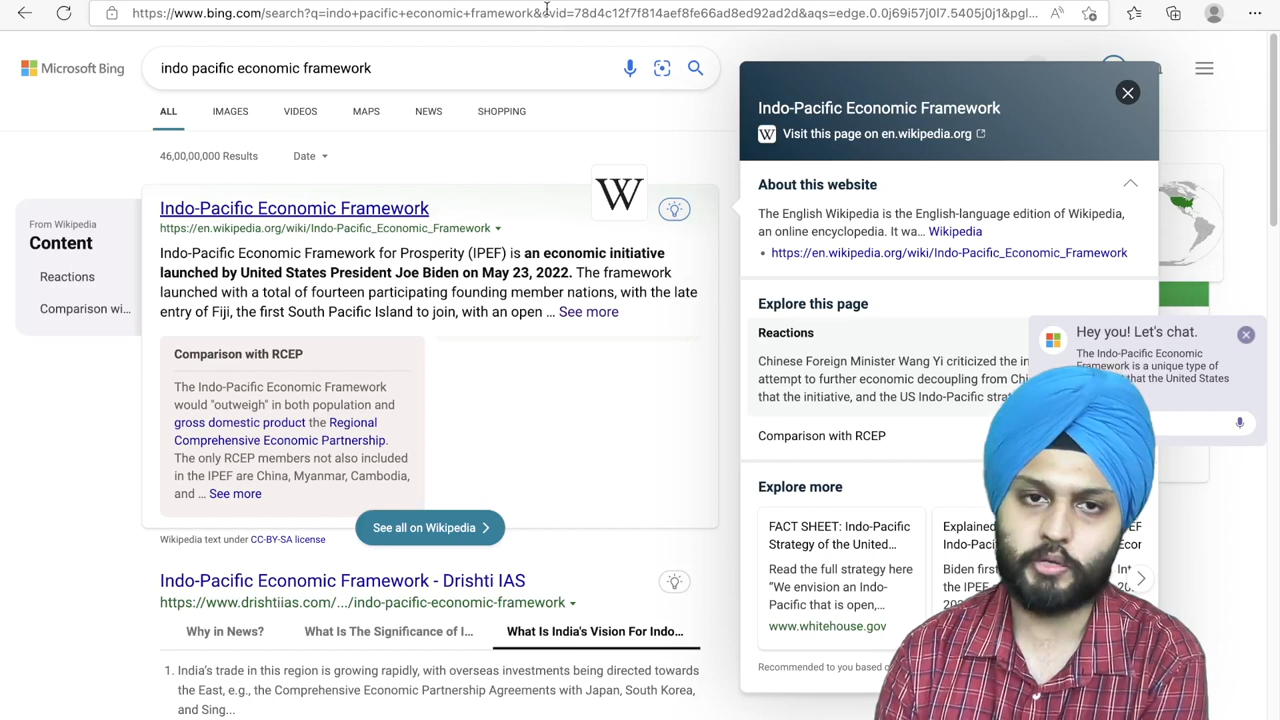 https://www.bing.com/search?q=indo+pacific+economic+framework&cvid=78d4c12f7f814aef8fe66ad8ed92ad2d&aqs=edge.0.0j69i57j0l7.5405j0j1&pgl...
Microsoft Bing
indo pacific economic framework
ALL IMAGES VIDEOS MAPS NEWS SHOPPING
46,00,00,000 Results Date
From Wikipedia
Content
Reactions
Comparison wi...
W
Indo-Pacific Economic Framework
https://en.wikipedia.org/wiki/Indo-Pacific_Economic_Framework
Indo-Pacific Economic Framework for Prosperity (IPEF) is an economic initiative
launched by United States President Joe Biden on May 23, 2022. The framework
launched with a total of fourteen participating founding member nations, with the late
entry of Fiji, the first South Pacific Island to join, with an open ... See more
Comparison with RCEP
The Indo-Pacific Economic Framework
would "outweigh" in both population and
gross domestic product the Regional
Comprehensive Economic Partnership.
The only RCEP members not also included
in the IPEF are China, Myanmar, Cambodia,
and ... See more
See all on Wikipedia
Wikipedia text under CC-BY-SA license
Indo-Pacific Economic Framework - Drishti IAS
https://www.drishtiias.com/.../indo-pacific-economic-framework
Why in News? What Is The Significance of I... What Is India's Vision For Indo...
1. India's trade in this region is growing rapidly, with overseas investments being directed towards
the East, e.g., the Comprehensive Economic Partnership Agreements with Japan, South Korea,
and Sing...
Indo-Pacific Economic Framework
W Visit this page on en.wikipedia.org
About this website
The English Wikipedia is the English-language edition of Wikipedia,
an online encyclopedia. It wa... Wikipedia
• https://en.wikipedia.org/wiki/Indo-Pacific_Economic_Framework
Explore this page
Reactions
Chinese Foreign Minister Wang Yi criticized the
attempt to further economic decoupling from
that the initiative, and the US Indo-Pacific
Comparison with RCEP
Explore more
FACT SHEET: Indo-Pacific
Strategy of the United...
Read the full strategy here
"We envision an Indo-
Pacific that is open,...
www.whitehouse.gov
Explained
Indo-Paci
Biden first
the IPEF
Recommended to you based
Hey you! Let's chat.
The Indo-Pacific Economic
Framework is a unique type of
that the United States